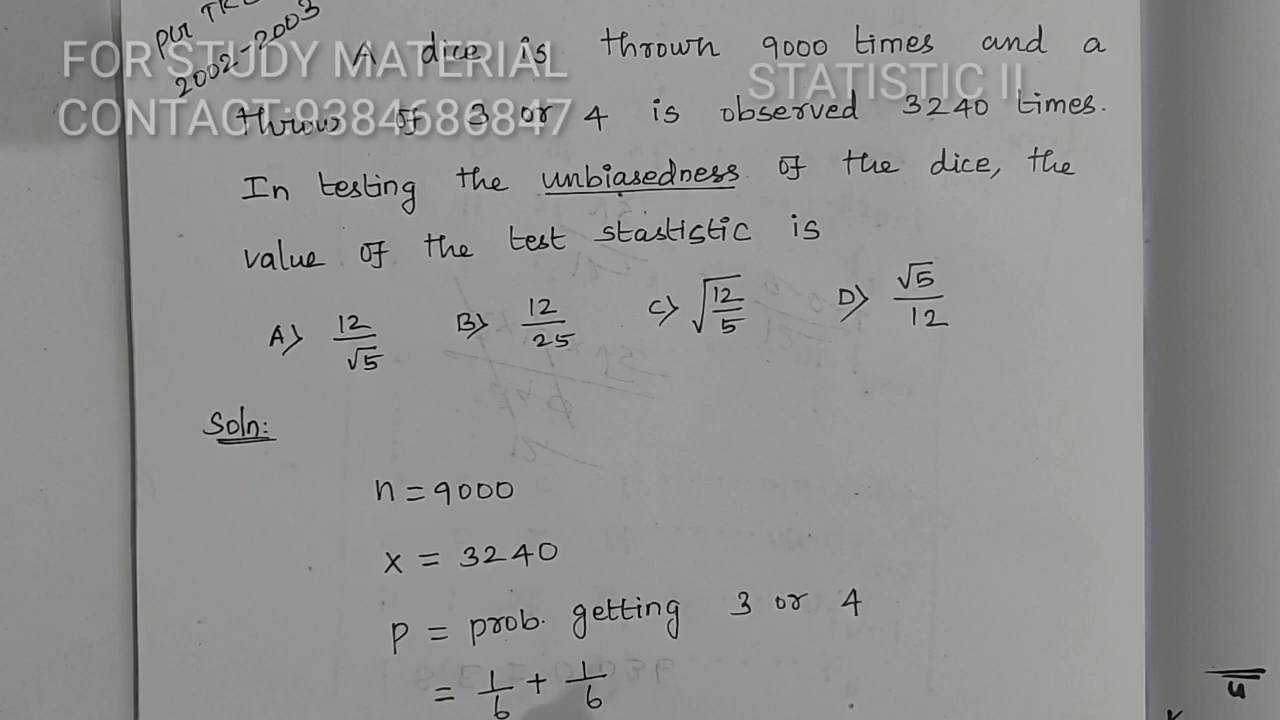 PCM TRB
2002-2003
FOR STUDY MATERIAL
CONTACT:9384686847
STATISTIC II
A dice is thrown 9000 times and a
throw of 3 or 4 is observed 3240 times.
In testing the unbiasedness of the dice, the
value of the test stastistic is
A) 12/√5 B) 12/25 C) √12/5 D) √5/12
Soln:
n = 9000
x = 3240
P = prob. getting 3 or 4
= 1/6 + 1/6